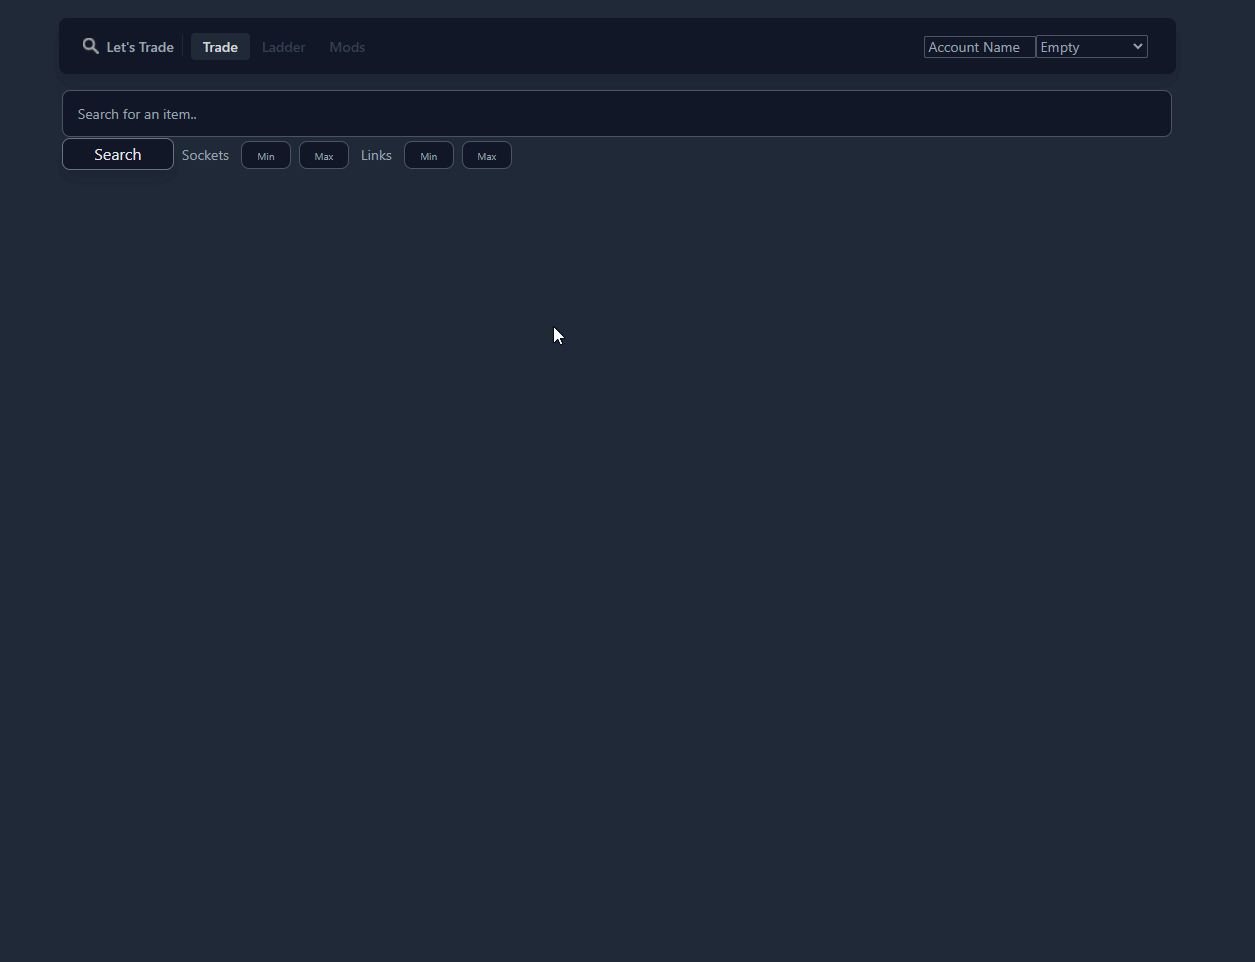 Let's Trade Trade Ladder Mods Account Name Empty
Search for an item..
Search Sockets Min Max Links Min Max